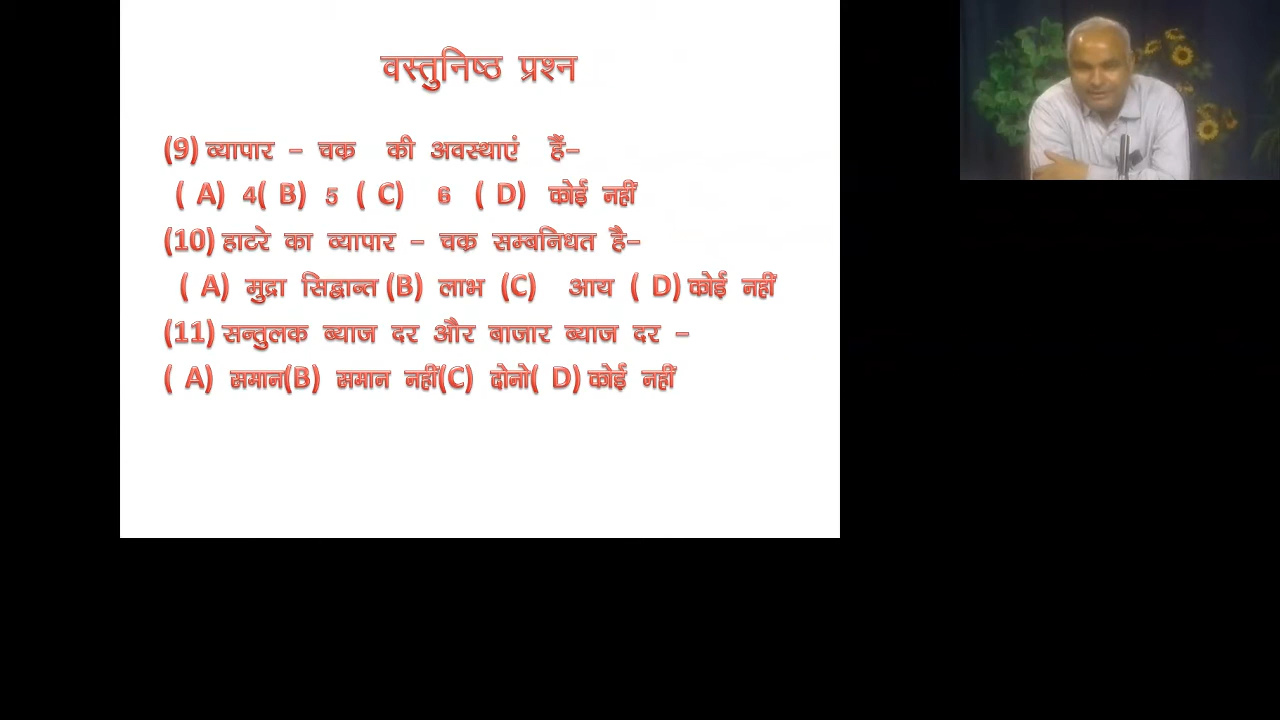 वस्तुनिष्ठ प्रश्न
(9) व्यापार – चक्र की अवस्थाएं हैं–
( A) 4( B) 5 ( C) 6 ( D) कोई नहीं
(10) हाटरे का व्यापार – चक्र सम्बनिधत है–
( A) मुद्रा सिद्वान्त (B) लाभ (C) आय ( D) कोई नहीं
(11) सन्तुलक ब्याज दर और बाजार ब्याज दर –
( A) समान(B) समान नहीं(C) दोनो( D) कोई नहीं